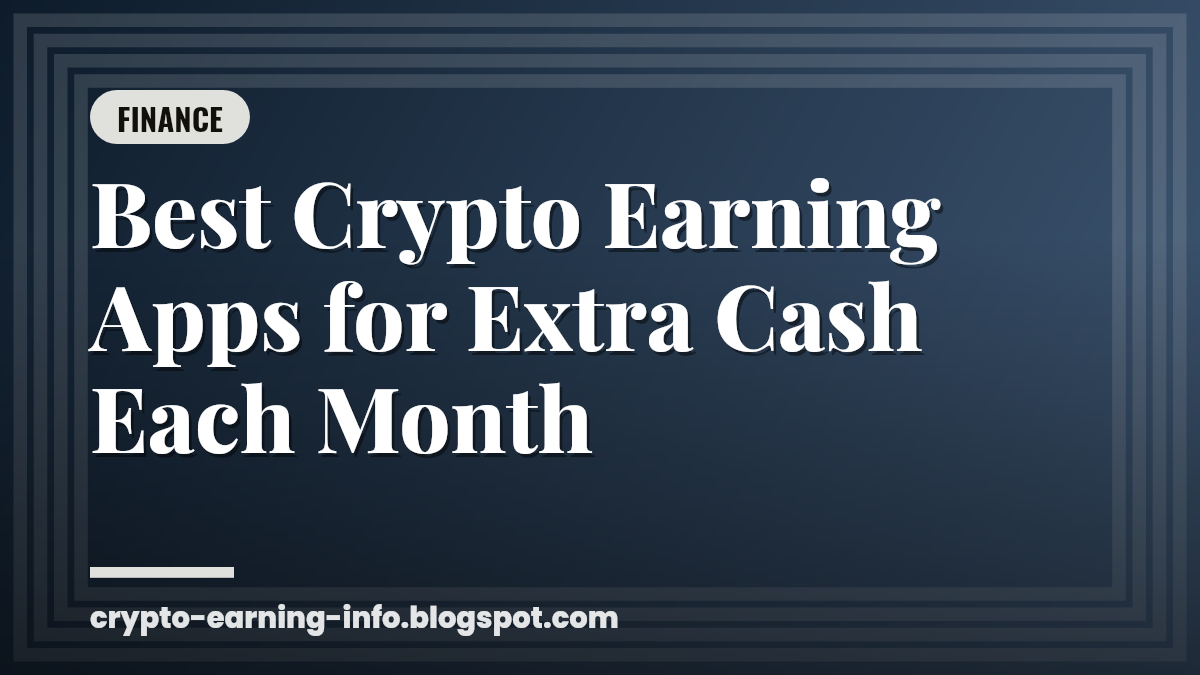 FINANCE
Best Crypto Earning
Apps for Extra Cash
Each Month
crypto-earning-info.blogspot.com